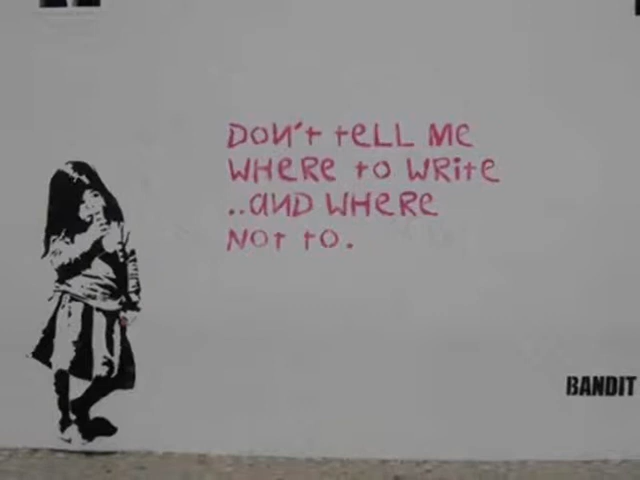 DON't tELL ME
WHERE to WRitE
..aND WHERE
NOt tO.
BANDIT